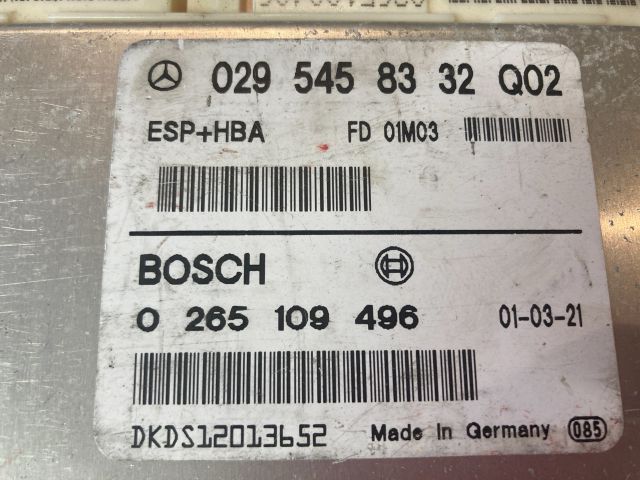 029 545 83 32 Q02
ESP+HBA FD 01M03
BOSCH
0 265 109 496 01-03-21
DKDS12013652 Made In Germany 085